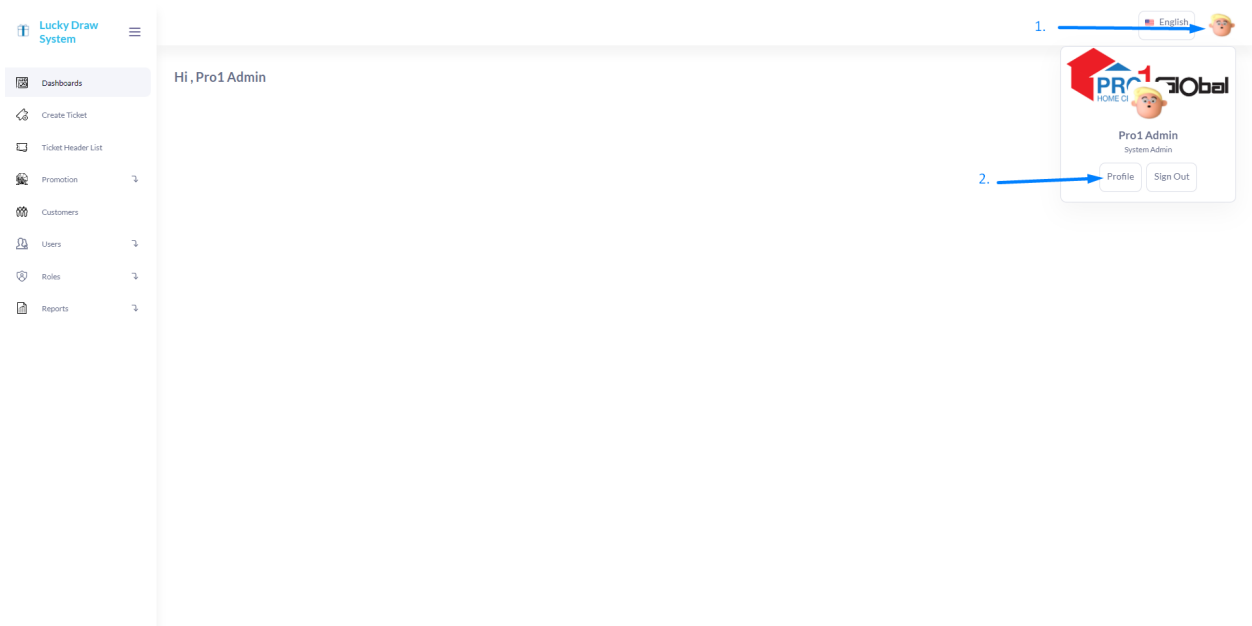 Lucky Draw
System
1.
English
Dashboards
Hi , Pro1 Admin
Create Ticket
Ticket Header List
Promotion
Customers
Users
Roles
Reports
PRO1 Global
HOME
Pro1 Admin
System Admin
2.
Profile
Sign Out